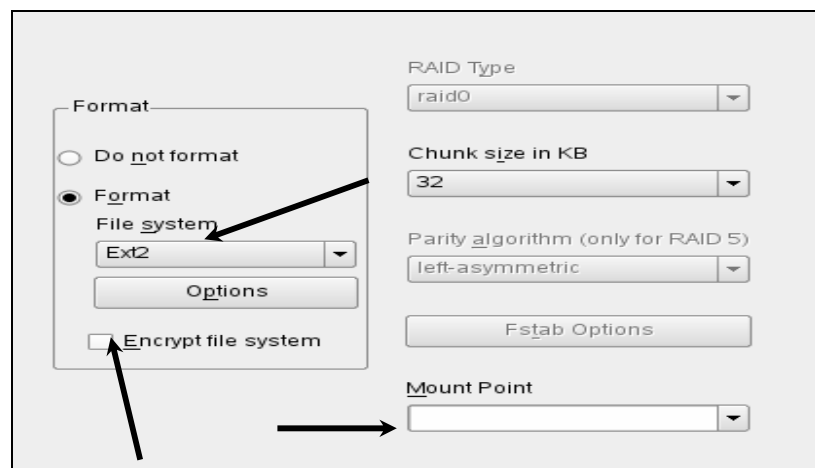 Format
Do not format
Format
File system
Ext2
Options
Encrypt file system
RAID Type
raid0
Chunk size in KB
32
Parity algorithm (only for RAID 5)
left-asymmetric
Fstab Options
Mount Point